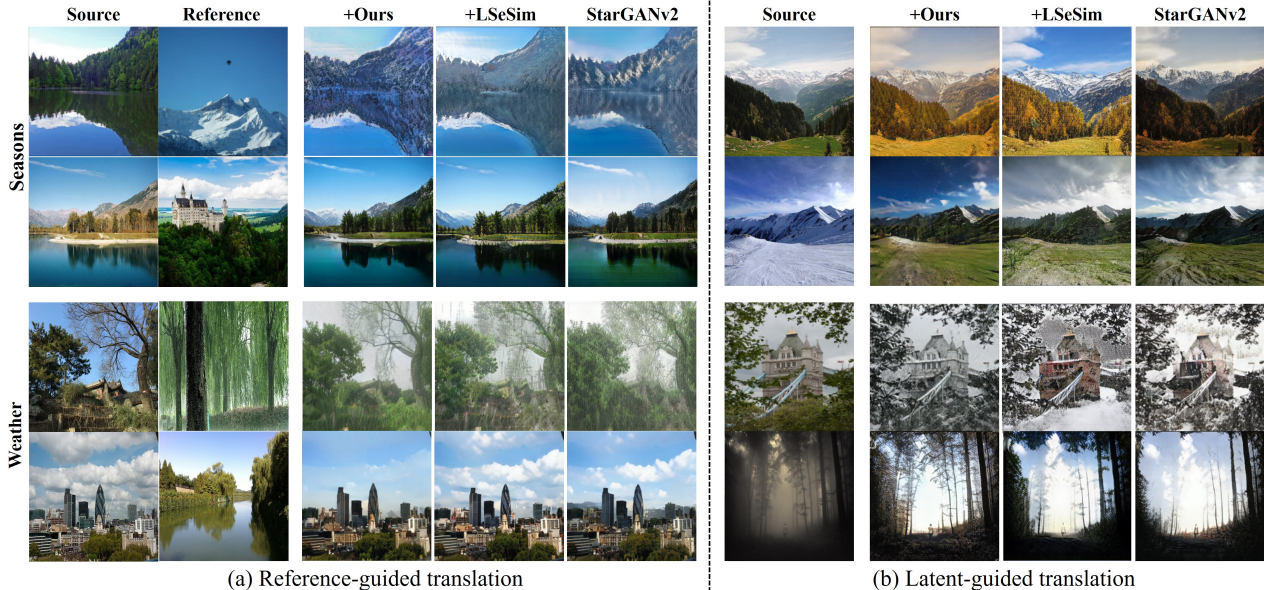 Source Reference +Ours +LSeSim StarGANv2 Source +Ours +LSeSim StarGANv2
Seasons
Weather
(a) Reference-guided translation (b) Latent-guided translation